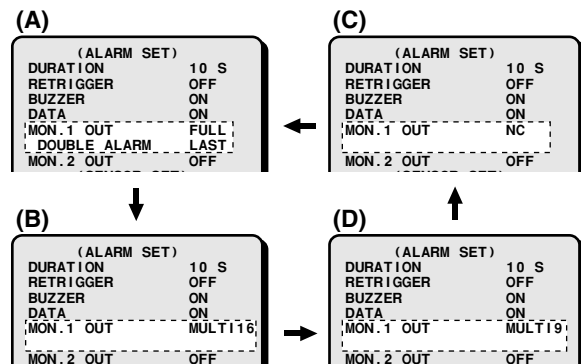 (A)
(ALARM SET)
DURATION 10 S
RETRIGGER OFF
BUZZER ON
DATA ON
MON.1 OUT FULL
DOUBLE ALARM LAST
MON.2 OUT OFF
(C)
(ALARM SET)
DURATION 10 S
RETRIGGER OFF
BUZZER ON
DATA ON
MON.1 OUT NC
MON.2 OUT OFF
(B)
(ALARM SET)
DURATION 10 S
RETRIGGER OFF
BUZZER ON
DATA ON
MON.1 OUT MULTI16
MON.2 OUT OFF
(D)
(ALARM SET)
DURATION 10 S
RETRIGGER OFF
BUZZER ON
DATA ON
MON.1 OUT MULTI9
MON.2 OUT OFF